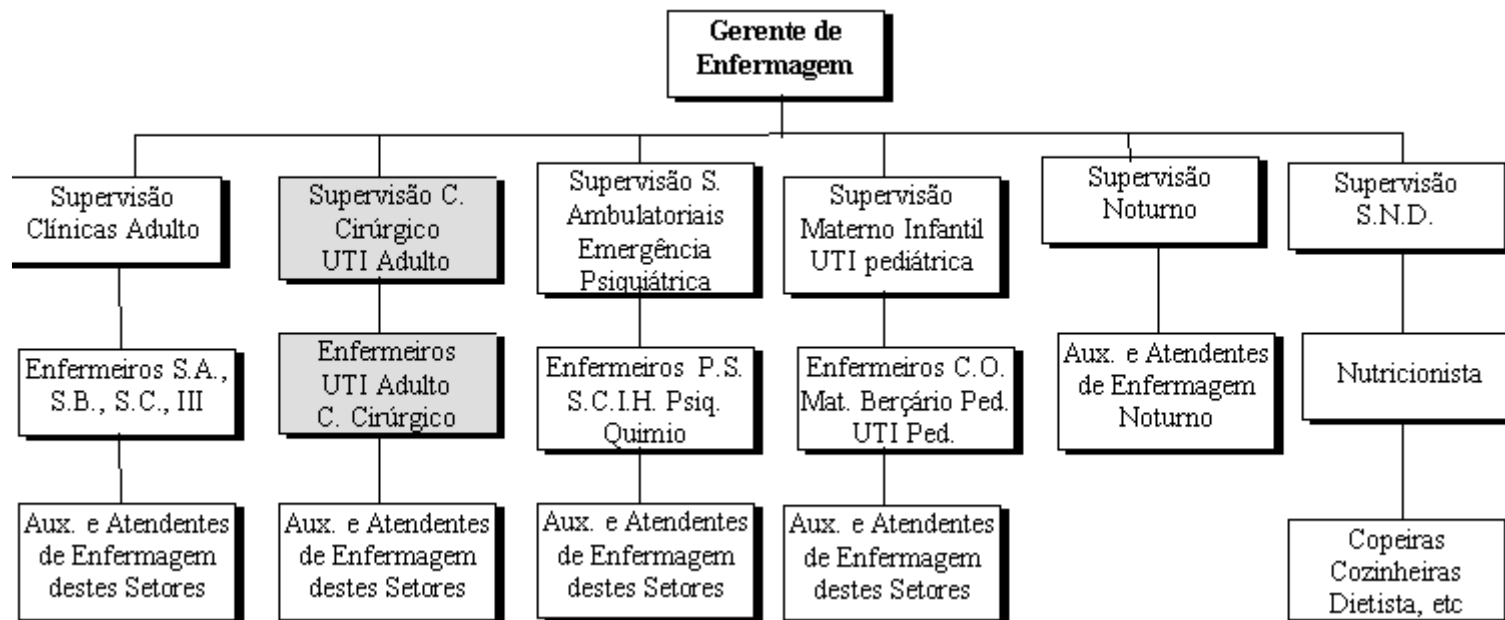 Gerente de
Enfermagem
Supervisão
Clínicas Adulto
Supervisão C.
Cirúrgico
UTI Adulto
Supervisão S.
Ambulatoriais
Emergência
Psiquiátrica
Supervisão
Materno Infantil
UTI pediátrica
Supervisão
Noturno
Supervisão
S.N.D.
Enfermeiros S.A.,
S.B., S.C., III
Enfermeiros
UTI Adulto
C. Cirúrgico
Enfermeiros P.S.
S.C.I.H. Psiq.
Quimio
Enfermeiros C.O.
Mat. Berçário Ped.
UTI Ped.
Aux. e Atendentes
de Enfermagem
Noturno
Nutricionista
Aux. e Atendentes
de Enfermagem
destes Setores
Aux. e Atendentes
de Enfermagem
destes Setores
Aux. e Atendentes
de Enfermagem
destes Setores
Aux. e Atendentes
de Enfermagem
destes Setores
Copeiras
Cozinheiras
Dietista, etc